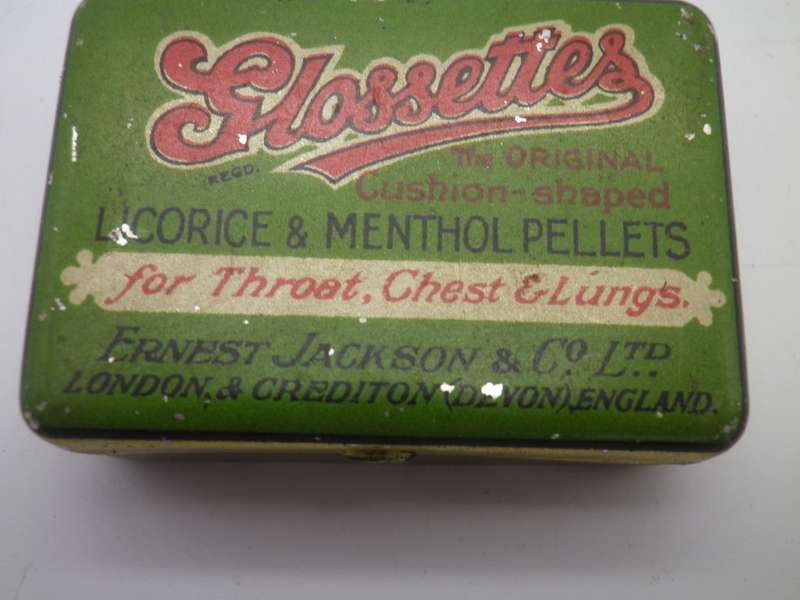 Glossettes
REGD.
The ORIGINAL
Cushion-shaped
LICORICE & MENTHOL PELLETS
for Throat, Chest & Lungs.
ERNEST JACKSON & CO. LTD.
LONDON, & CREDITON (DEVON), ENGLAND.